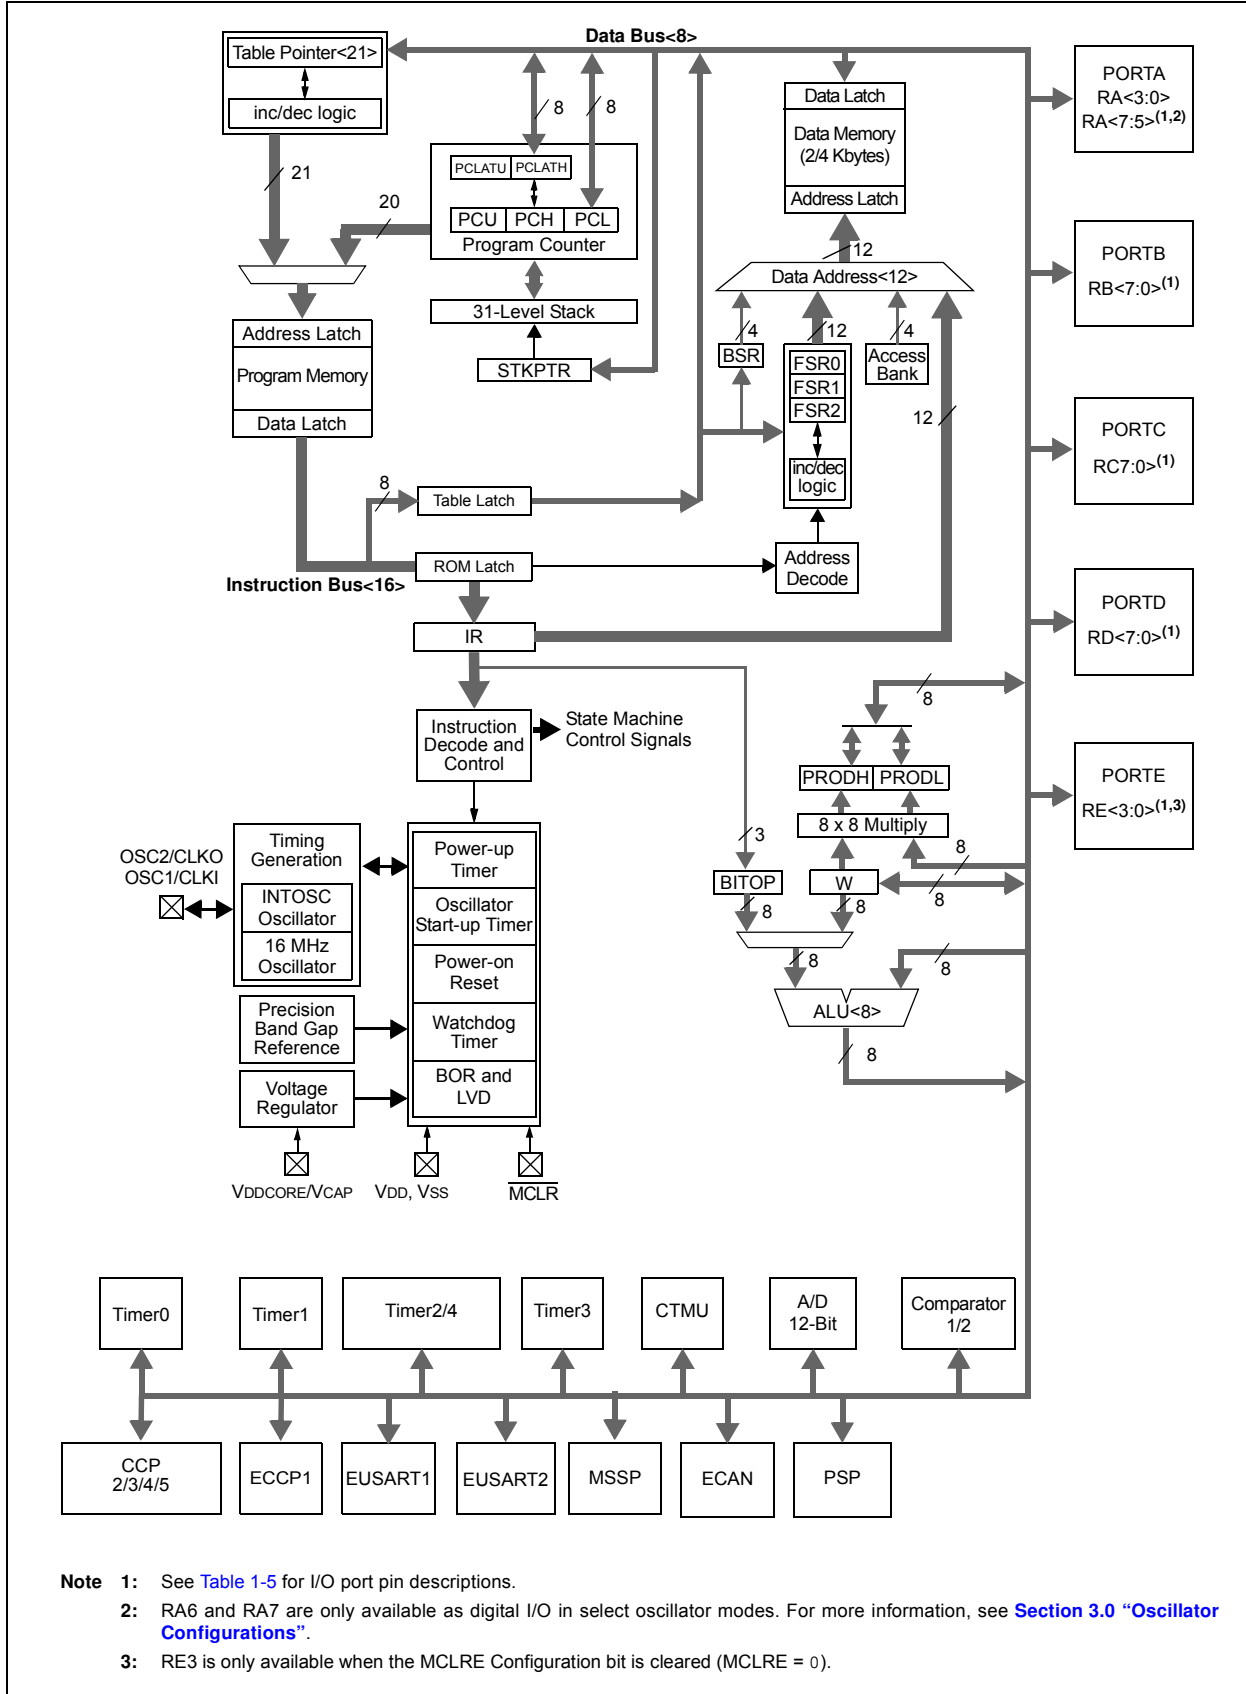 Data Bus<8>
Table Pointer<21>
inc/dec logic
21
8
8
PCLATU
PCLATH
PCU
PCH
PCL
Program Counter
20
31-Level Stack
STKPTR
Address Latch
Program Memory
Data Latch
8
Table Latch
ROM Latch
Instruction Bus<16>
IR
Data Latch
Data Memory
(2/4 Kbytes)
Address Latch
12
Data Address<12>
4
12
4
BSR
FSR0
FSR1
FSR2
inc/dec
logic
Access
Bank
12
Address
Decode
PORTA
RA<3:0>
RA<7:5>(1,2)
PORTB
RB<7:0>(1)
PORTC
RC7:0>(1)
PORTD
RD<7:0>(1)
PORTE
RE<3:0>(1,3)
Instruction
Decode and
Control
State Machine
Control Signals
8
PRODH
PRODL
8 x 8 Multiply
3
8
BITOP
W
8
8
8
8
8
ALU<8>
8
OSC2/CLKO
OSC1/CLKI
Timing
Generation
INTOSC
Oscillator
16 MHz
Oscillator
Precision
Band Gap
Reference
Voltage
Regulator
Power-up
Timer
Oscillator
Start-up Timer
Power-on
Reset
Watchdog
Timer
BOR and
LVD
VDDCORE/VCAP
VDD, VSS
MCLR
Timer0
Timer1
Timer2/4
Timer3
CTMU
A/D
12-Bit
Comparator
1/2
CCP
2/3/4/5
ECCP1
EUSART1
EUSART2
MSSP
ECAN
PSP
Note 1: See Table 1-5 for I/O port pin descriptions.
2: RA6 and RA7 are only available as digital I/O in select oscillator modes. For more information, see Section 3.0 “Oscillator
Configurations”.
3: RE3 is only available when the MCLRE Configuration bit is cleared (MCLRE = 0).